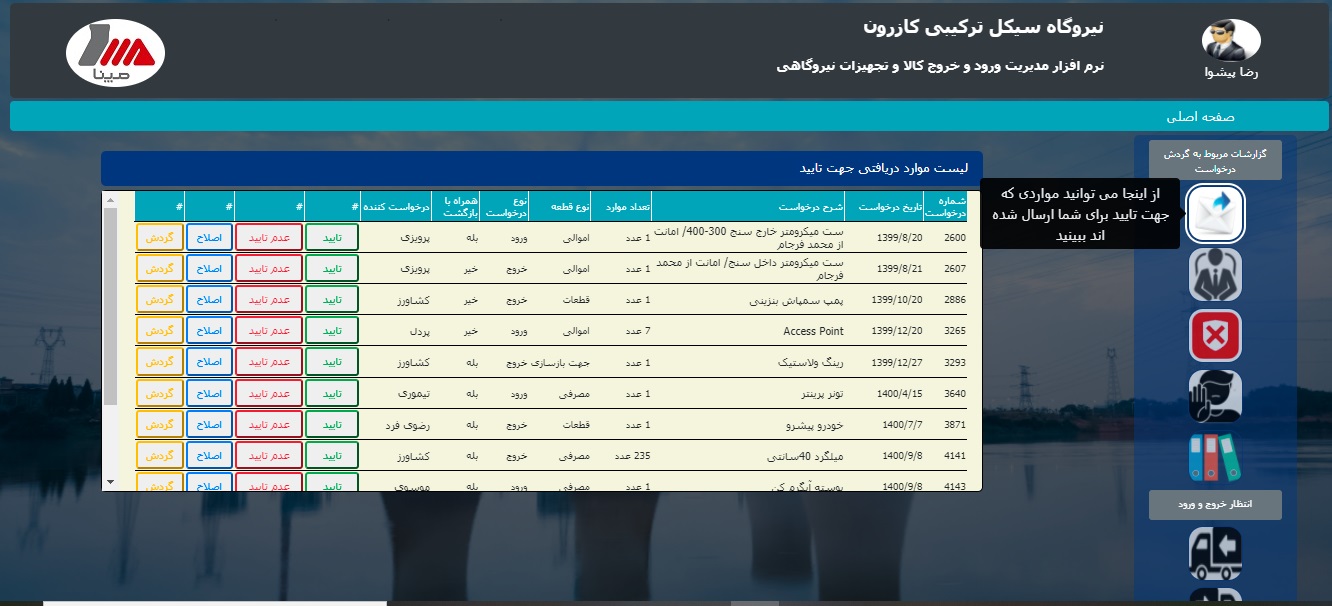 نیروگاه سیکل ترکیبی کازرون
نرم افزار مدیریت ورود و خروج کالا و تجهیزات نیروگاهی
رضا پیشوا
مپنا
صفحه اصلی
گزارشات مربوط به گردش
درخواست
از اینجا می توانید مواردی که
جهت تایید برای شما ارسال شده
اند ببینید
انتظار خروج و ورود
لیست موارد دریافتی جهت تایید
شماره درخواست تاریخ درخواست شرح درخواست تعداد موارد نوع قطعه نوع درخواست همراه با بازگشت درخواست کننده # # # #
2600 1399/8/20 ست میکرومتر خارج سنج 300-400/ امانت از محمد فرجام 1 عدد اموالی ورود بله پرویزی تایید عدم تایید اصلاح گردش
2607 1399/8/21 ست میکرومتر داخل سنج/ امانت از محمد فرجام 1 عدد اموالی خروج خیر پرویزی تایید عدم تایید اصلاح گردش
2886 1399/10/20 پمپ سمپاش بنزینی 1 عدد قطعات خروج خیر کشاورز تایید عدم تایید اصلاح گردش
3265 1399/12/20 Access Point 7 عدد اموالی ورود خیر پردل تایید عدم تایید اصلاح گردش
3293 1399/12/27 رینگ ولاستیک 1 عدد جهت بازسازی خروج بله کشاورز تایید عدم تایید اصلاح گردش
3640 1400/4/15 تونر پرینتر 1 عدد مصرفی ورود بله تیموری تایید عدم تایید اصلاح گردش
3871 1400/7/7 خودرو پیشرو 1 عدد قطعات خروج بله رضوی فرد تایید عدم تایید اصلاح گردش
4141 1400/9/8 میلگرد 40سانتی 235 عدد مصرفی خروج بله کشاورز تایید عدم تایید اصلاح گردش
4143 1400/9/8 پوسته آبگرم کن 1 عدد مصرفی ورود بله موسوی تایید عدم تایید اصلاح گردش